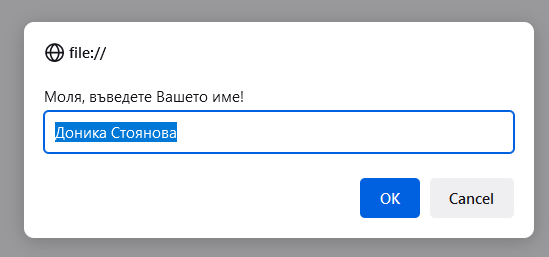 file://
Моля, въведете Вашето име!
Доника Стоянова
OK
Cancel